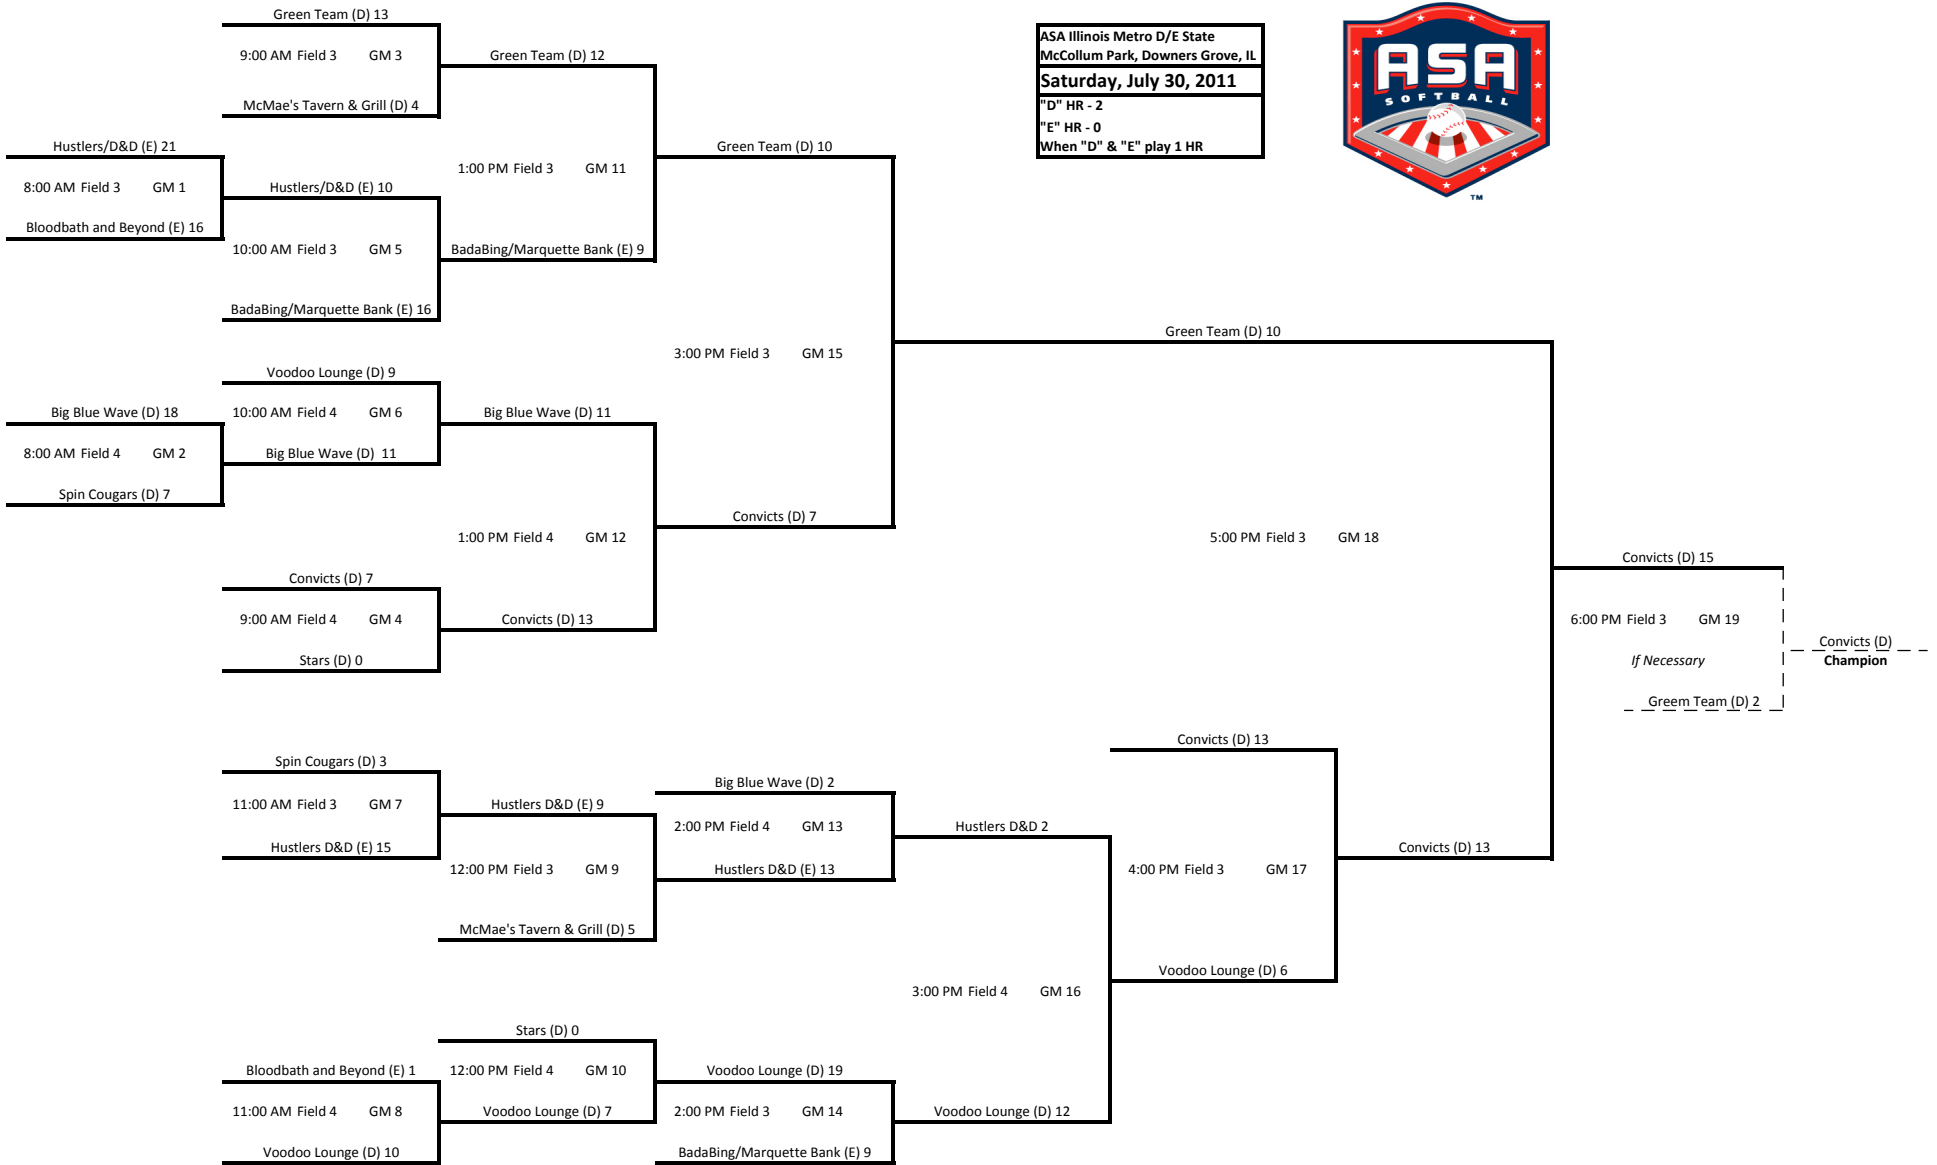 Green Team (D) 13
9:00 AM Field 3 GM 3
McMae's Tavern & Grill (D) 4
Green Team (D) 12
Hustlers/D&D (E) 21
8:00 AM Field 3 GM 1
Bloodbath and Beyond (E) 16
Hustlers/D&D (E) 10
10:00 AM Field 3 GM 5
BadaBing/Marquette Bank (E) 16
1:00 PM Field 3 GM 11
BadaBing/Marquette Bank (E) 9
Green Team (D) 10
ASA Illinois Metro D/E State
McCollum Park, Downers Grove, IL
Saturday, July 30, 2011
"D" HR - 2
"E" HR - 0
When "D" & "E" play 1 HR
ASA
SOFTBALL
TM
3:00 PM Field 3 GM 15
Green Team (D) 10
Voodoo Lounge (D) 9
Big Blue Wave (D) 18
10:00 AM Field 4 GM 6
Big Blue Wave (D) 11
8:00 AM Field 4 GM 2
Big Blue Wave (D) 11
Spin Cougars (D) 7
1:00 PM Field 4 GM 12
Convicts (D) 7
5:00 PM Field 3 GM 18
Convicts (D) 7
9:00 AM Field 4 GM 4
Convicts (D) 13
Stars (D) 0
Convicts (D) 15
6:00 PM Field 3 GM 19
If Necessary
Greem Team (D) 2
Convicts (D)
Champion
Spin Cougars (D) 3
11:00 AM Field 3 GM 7
Hustlers D&D (E) 15
Hustlers D&D (E) 9
12:00 PM Field 3 GM 9
McMae's Tavern & Grill (D) 5
Big Blue Wave (D) 2
2:00 PM Field 4 GM 13
Hustlers D&D (E) 13
Hustlers D&D 2
Convicts (D) 13
4:00 PM Field 3 GM 17
Convicts (D) 13
Voodoo Lounge (D) 6
3:00 PM Field 4 GM 16
Stars (D) 0
Bloodbath and Beyond (E) 1
12:00 PM Field 4 GM 10
Voodoo Lounge (D) 19
11:00 AM Field 4 GM 8
Voodoo Lounge (D) 7
2:00 PM Field 3 GM 14
Voodoo Lounge (D) 12
Voodoo Lounge (D) 10
BadaBing/Marquette Bank (E) 9